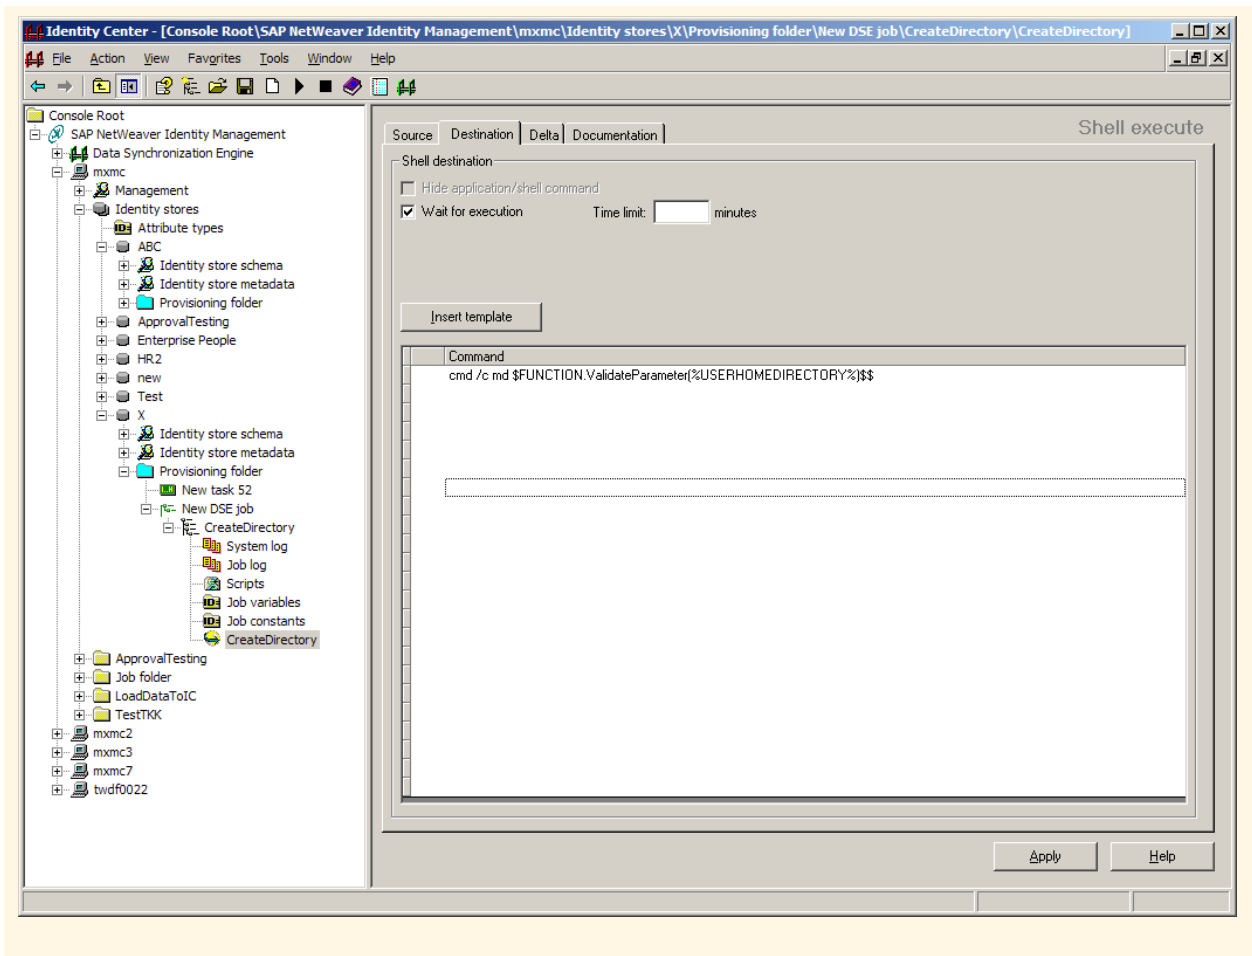 Identity Center - [Console Root\SAP NetWeaver Identity Management\mxmc\Identity stores\X\Provisioning folder\New DSE job\CreateDirectory\CreateDirectory]
File Action View Favorites Tools Window Help
Console Root
SAP NetWeaver Identity Management
Data Synchronization Engine
mxmc
Management
Identity stores
Attribute types
ABC
Identity store schema
Identity store metadata
Provisioning folder
ApprovalTesting
Enterprise People
HR2
new
Test
X
Identity store schema
Identity store metadata
Provisioning folder
New task 52
New DSE job
CreateDirectory
System log
Job log
Scripts
Job variables
Job constants
CreateDirectory
ApprovalTesting
Job folder
LoadDataToIC
TestTKK
mxmc2
mxmc3
mxmc7
twdf0022
Shell execute
Source Destination Delta Documentation
Shell destination
Hide application/shell command
Wait for execution Time limit: minutes
Insert template
Command
cmd /c md $FUNCTION.ValidateParameter(%USERHOMEDIRECTORY%)$$
Apply Help